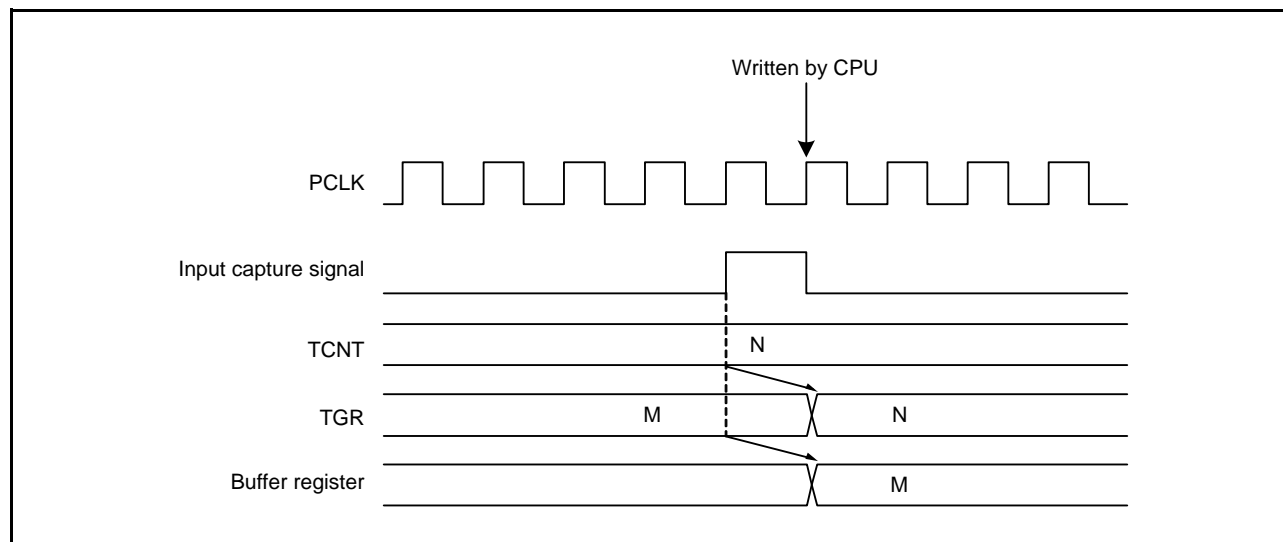 Written by CPU
PCLK
Input capture signal
TCNT
N
TGR
M
N
Buffer register
M